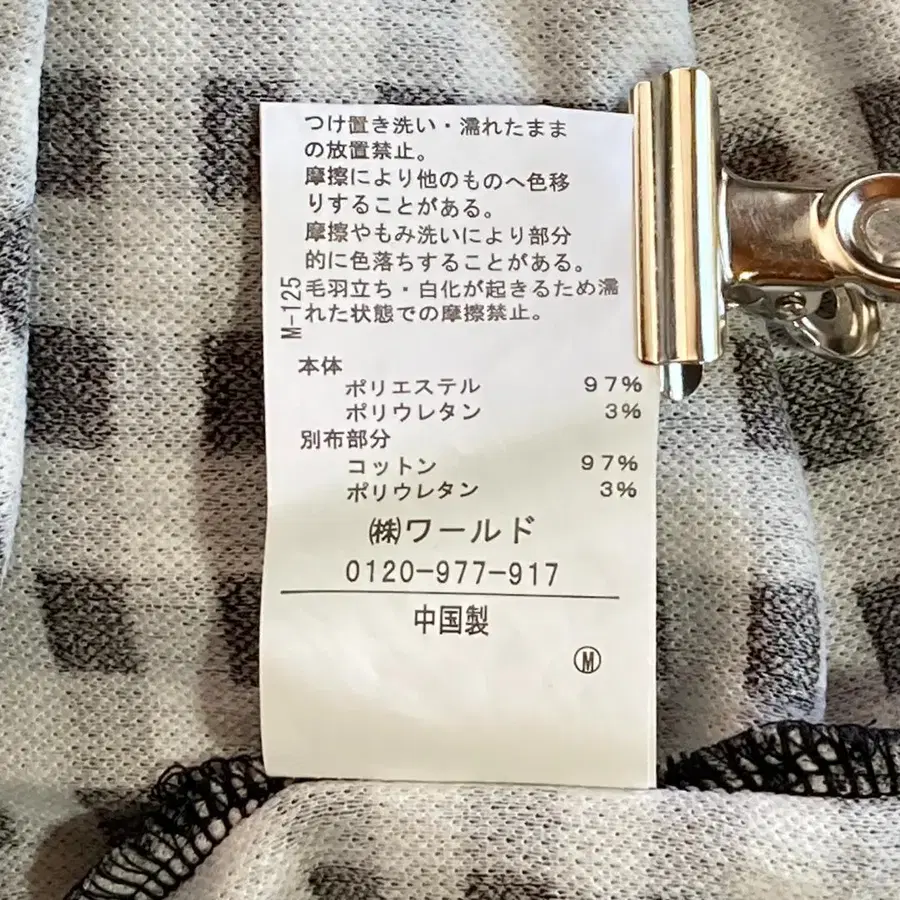 つけ置き洗い・濡れたまま
の放置禁止。
摩擦により他のものへ色移
りすることがある。
摩擦やもみ洗いにより部分
的に色落ちすることがある。
毛羽立ち・白化が起きるため濡
れた状態での摩擦禁止。
M-125
本体
ポリエステル 97%
ポリウレタン 3%
別布部分
コットン 97%
ポリウレタン 3%
㈱ワールド
0120-977-917
中国製
Ⓜ